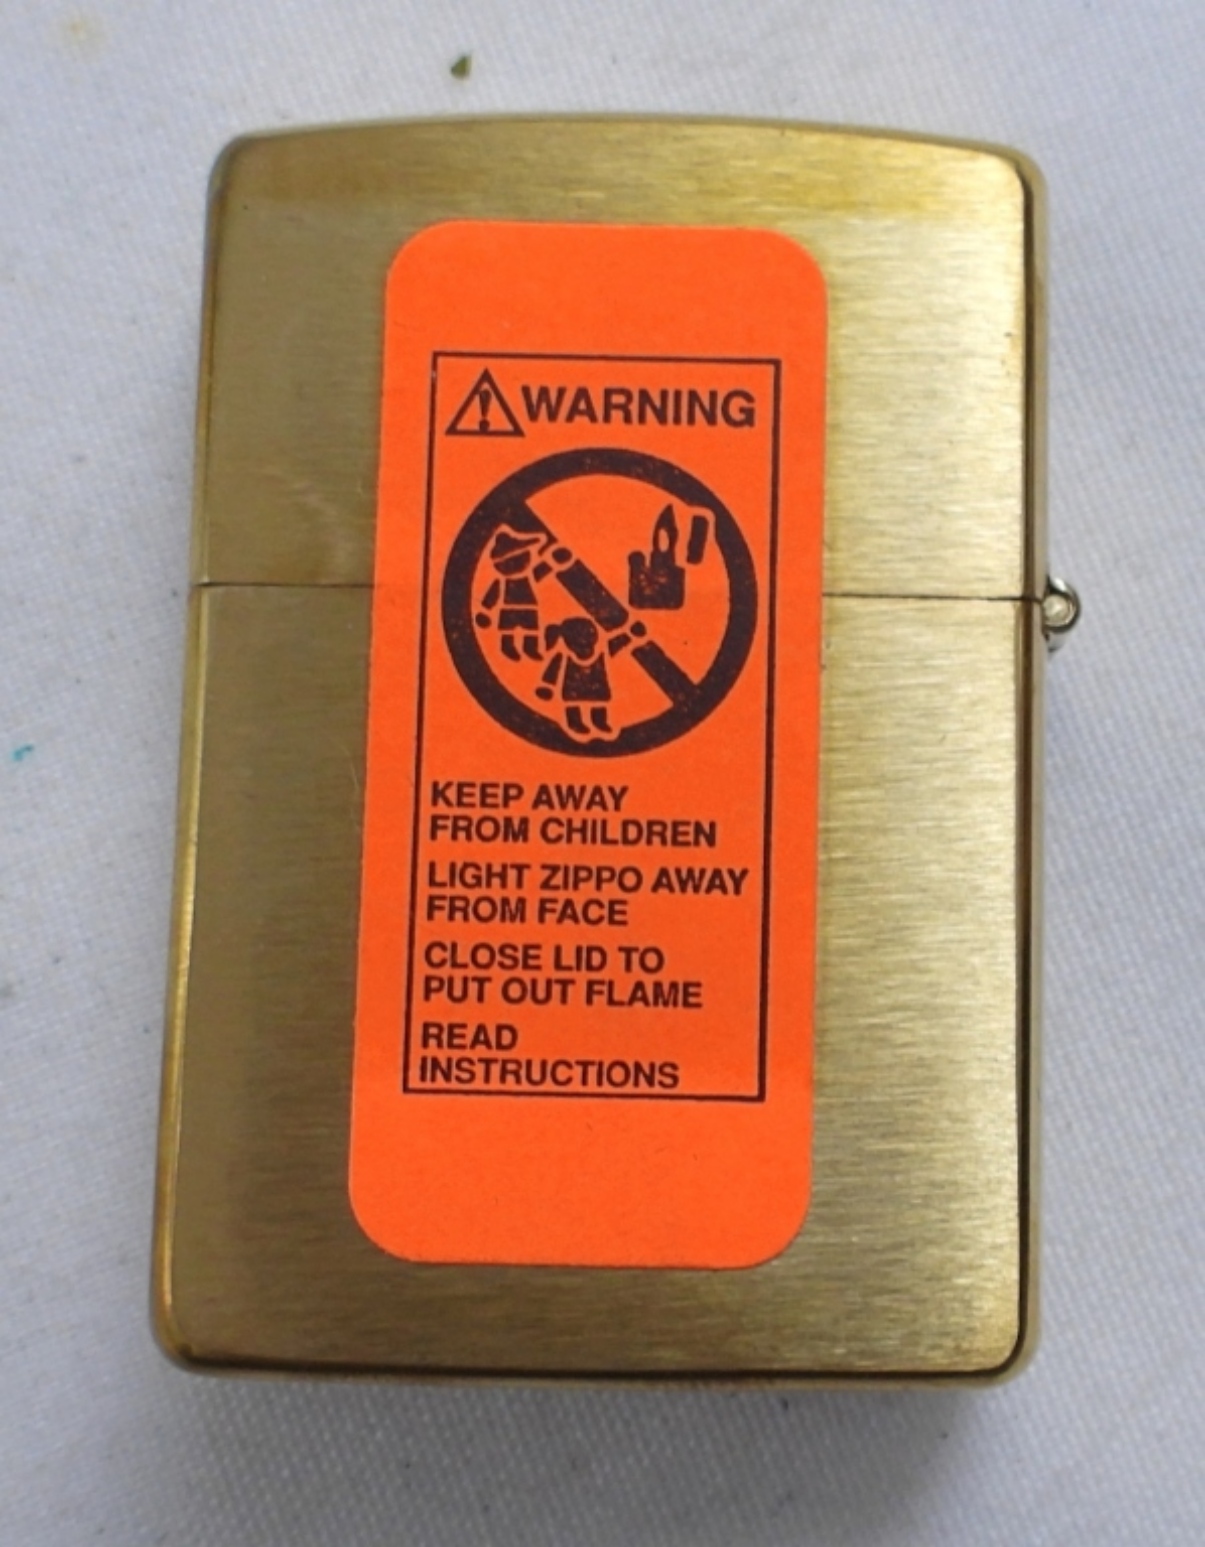 WARNING
KEEP AWAY
FROM CHILDREN
LIGHT ZIPPO AWAY
FROM FACE
CLOSE LID TO
PUT OUT FLAME
READ
INSTRUCTIONS